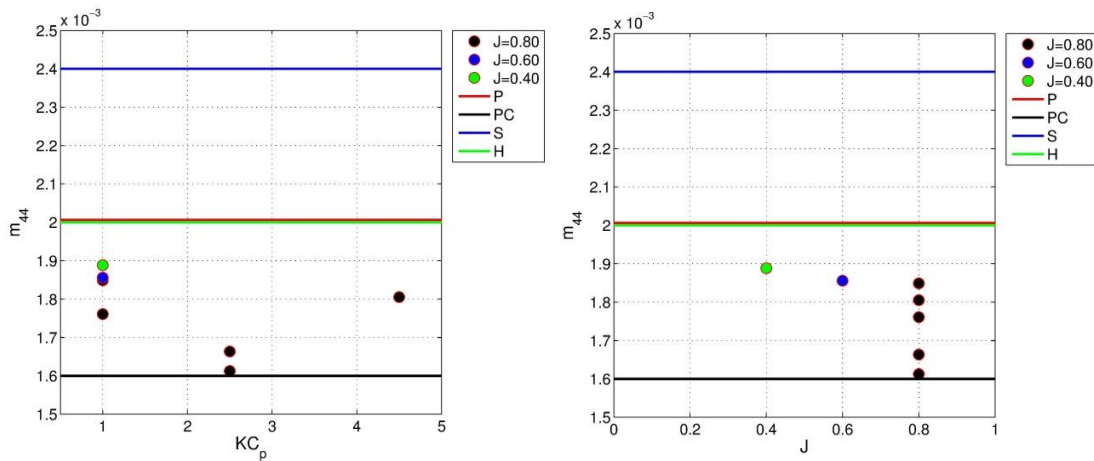 x 10⁻³
2.5
2.4
2.3
2.2
2.1
2
1.9
1.8
1.7
1.6
1.5
m₄₄
1 2 3 4 5
KCₚ
J=0.80
J=0.60
J=0.40
P
PC
S
H
x 10⁻³
2.5
2.4
2.3
2.2
2.1
2
1.9
1.8
1.7
1.6
1.5
m₄₄
0 0.2 0.4 0.6 0.8 1
J
J=0.80
J=0.60
J=0.40
P
PC
S
H